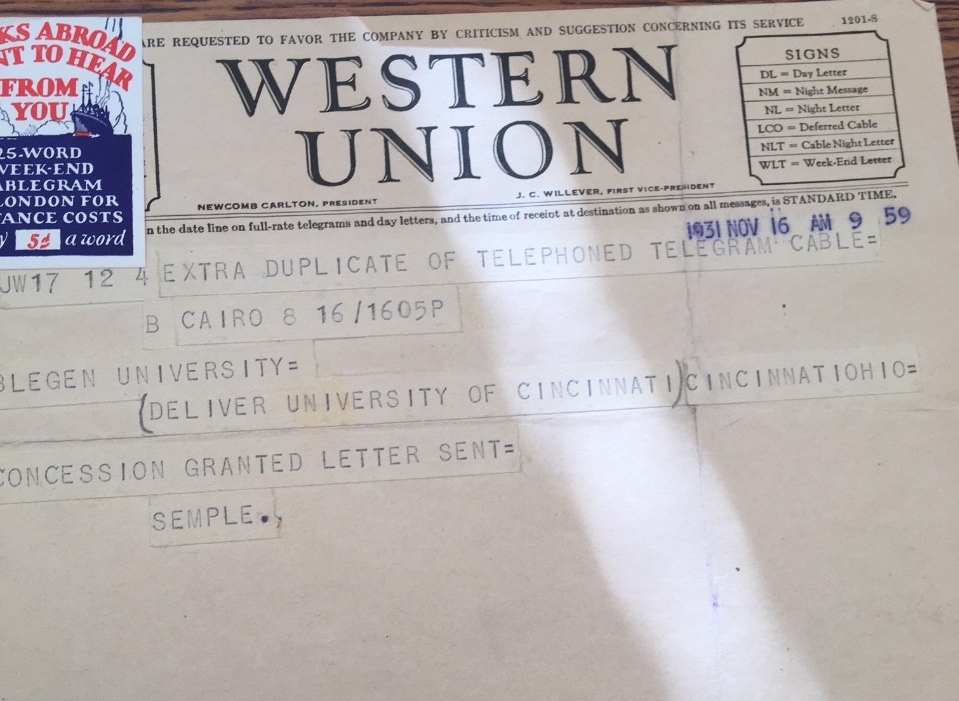 KS ABROAD
NT TO HEAR
FROM
YOU
25-WORD
WEEK-END
ABLEGRAM
LONDON FOR
TANCE COSTS
y 5¢ a word
ARE REQUESTED TO FAVOR THE COMPANY BY CRITICISM AND SUGGESTION CONCERNING ITS SERVICE
1201-S
WESTERN
UNION
NEWCOMB CARLTON, PRESIDENT
J. C. WILLEVER, FIRST VICE-PRESIDENT
SIGNS
DL = Day Letter
NM = Night Message
NL = Night Letter
LCO = Deferred Cable
NLT = Cable Night Letter
WLT = Week-End Letter
n the date line on full-rate telegrams and day letters, and the time of receipt at destination as shown on all messages, is STANDARD TIME.
1931 NOV 16 AM 9 59
JW17 12 4 EXTRA DUPLICATE OF TELEPHONED TELEGRAM CABLE=
B CAIRO 8 16/1605P
BLEGEN UNIVERSITY=
(DELIVER UNIVERSITY OF CINCINNATI) CINCINNATIOHIO=
CONCESSION GRANTED LETTER SENT=
SEMPLE.